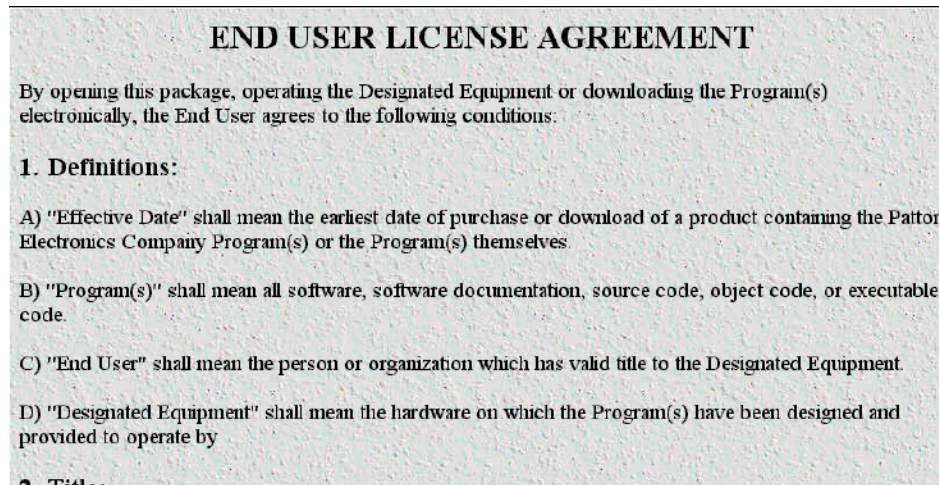 END USER LICENSE AGREEMENT
By opening this package, operating the Designated Equipment or downloading the Program(s)
electronically, the End User agrees to the following conditions:
1. Definitions:
A) "Effective Date" shall mean the earliest date of purchase or download of a product containing the Patton
Electronics Company Program(s) or the Program(s) themselves.
B) "Program(s)" shall mean all software, software documentation, source code, object code, or executable
code.
C) "End User" shall mean the person or organization which has valid title to the Designated Equipment.
D) "Designated Equipment" shall mean the hardware on which the Program(s) have been designed and
provided to operate by
2. Title: